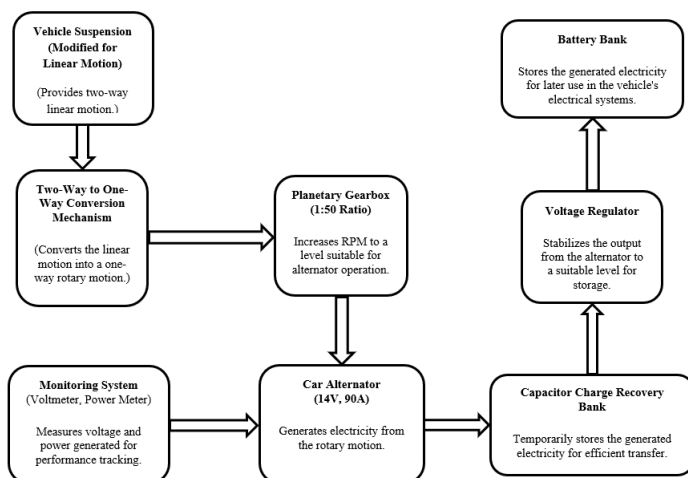 Vehicle Suspension
(Modified for
Linear Motion)
(Provides two-way
linear motion.)
Two-Way to One-
Way Conversion
Mechanism
(Converts the linear
motion into a one-
way rotary motion.)
Planetary Gearbox
(1:50 Ratio)
Increases RPM to a
level suitable for
alternator operation.
Monitoring System
(Voltmeter, Power Meter)
Measures voltage and
power generated for
performance tracking.
Car Alternator
(14V, 90A)
Generates electricity from
the rotary motion.
Capacitor Charge Recovery
Bank
Temporarily stores the generated
electricity for efficient transfer.
Voltage Regulator
Stabilizes the output
from the alternator to
a suitable level for
storage.
Battery Bank
Stores the generated electricity
for later use in the vehicle's
electrical systems.